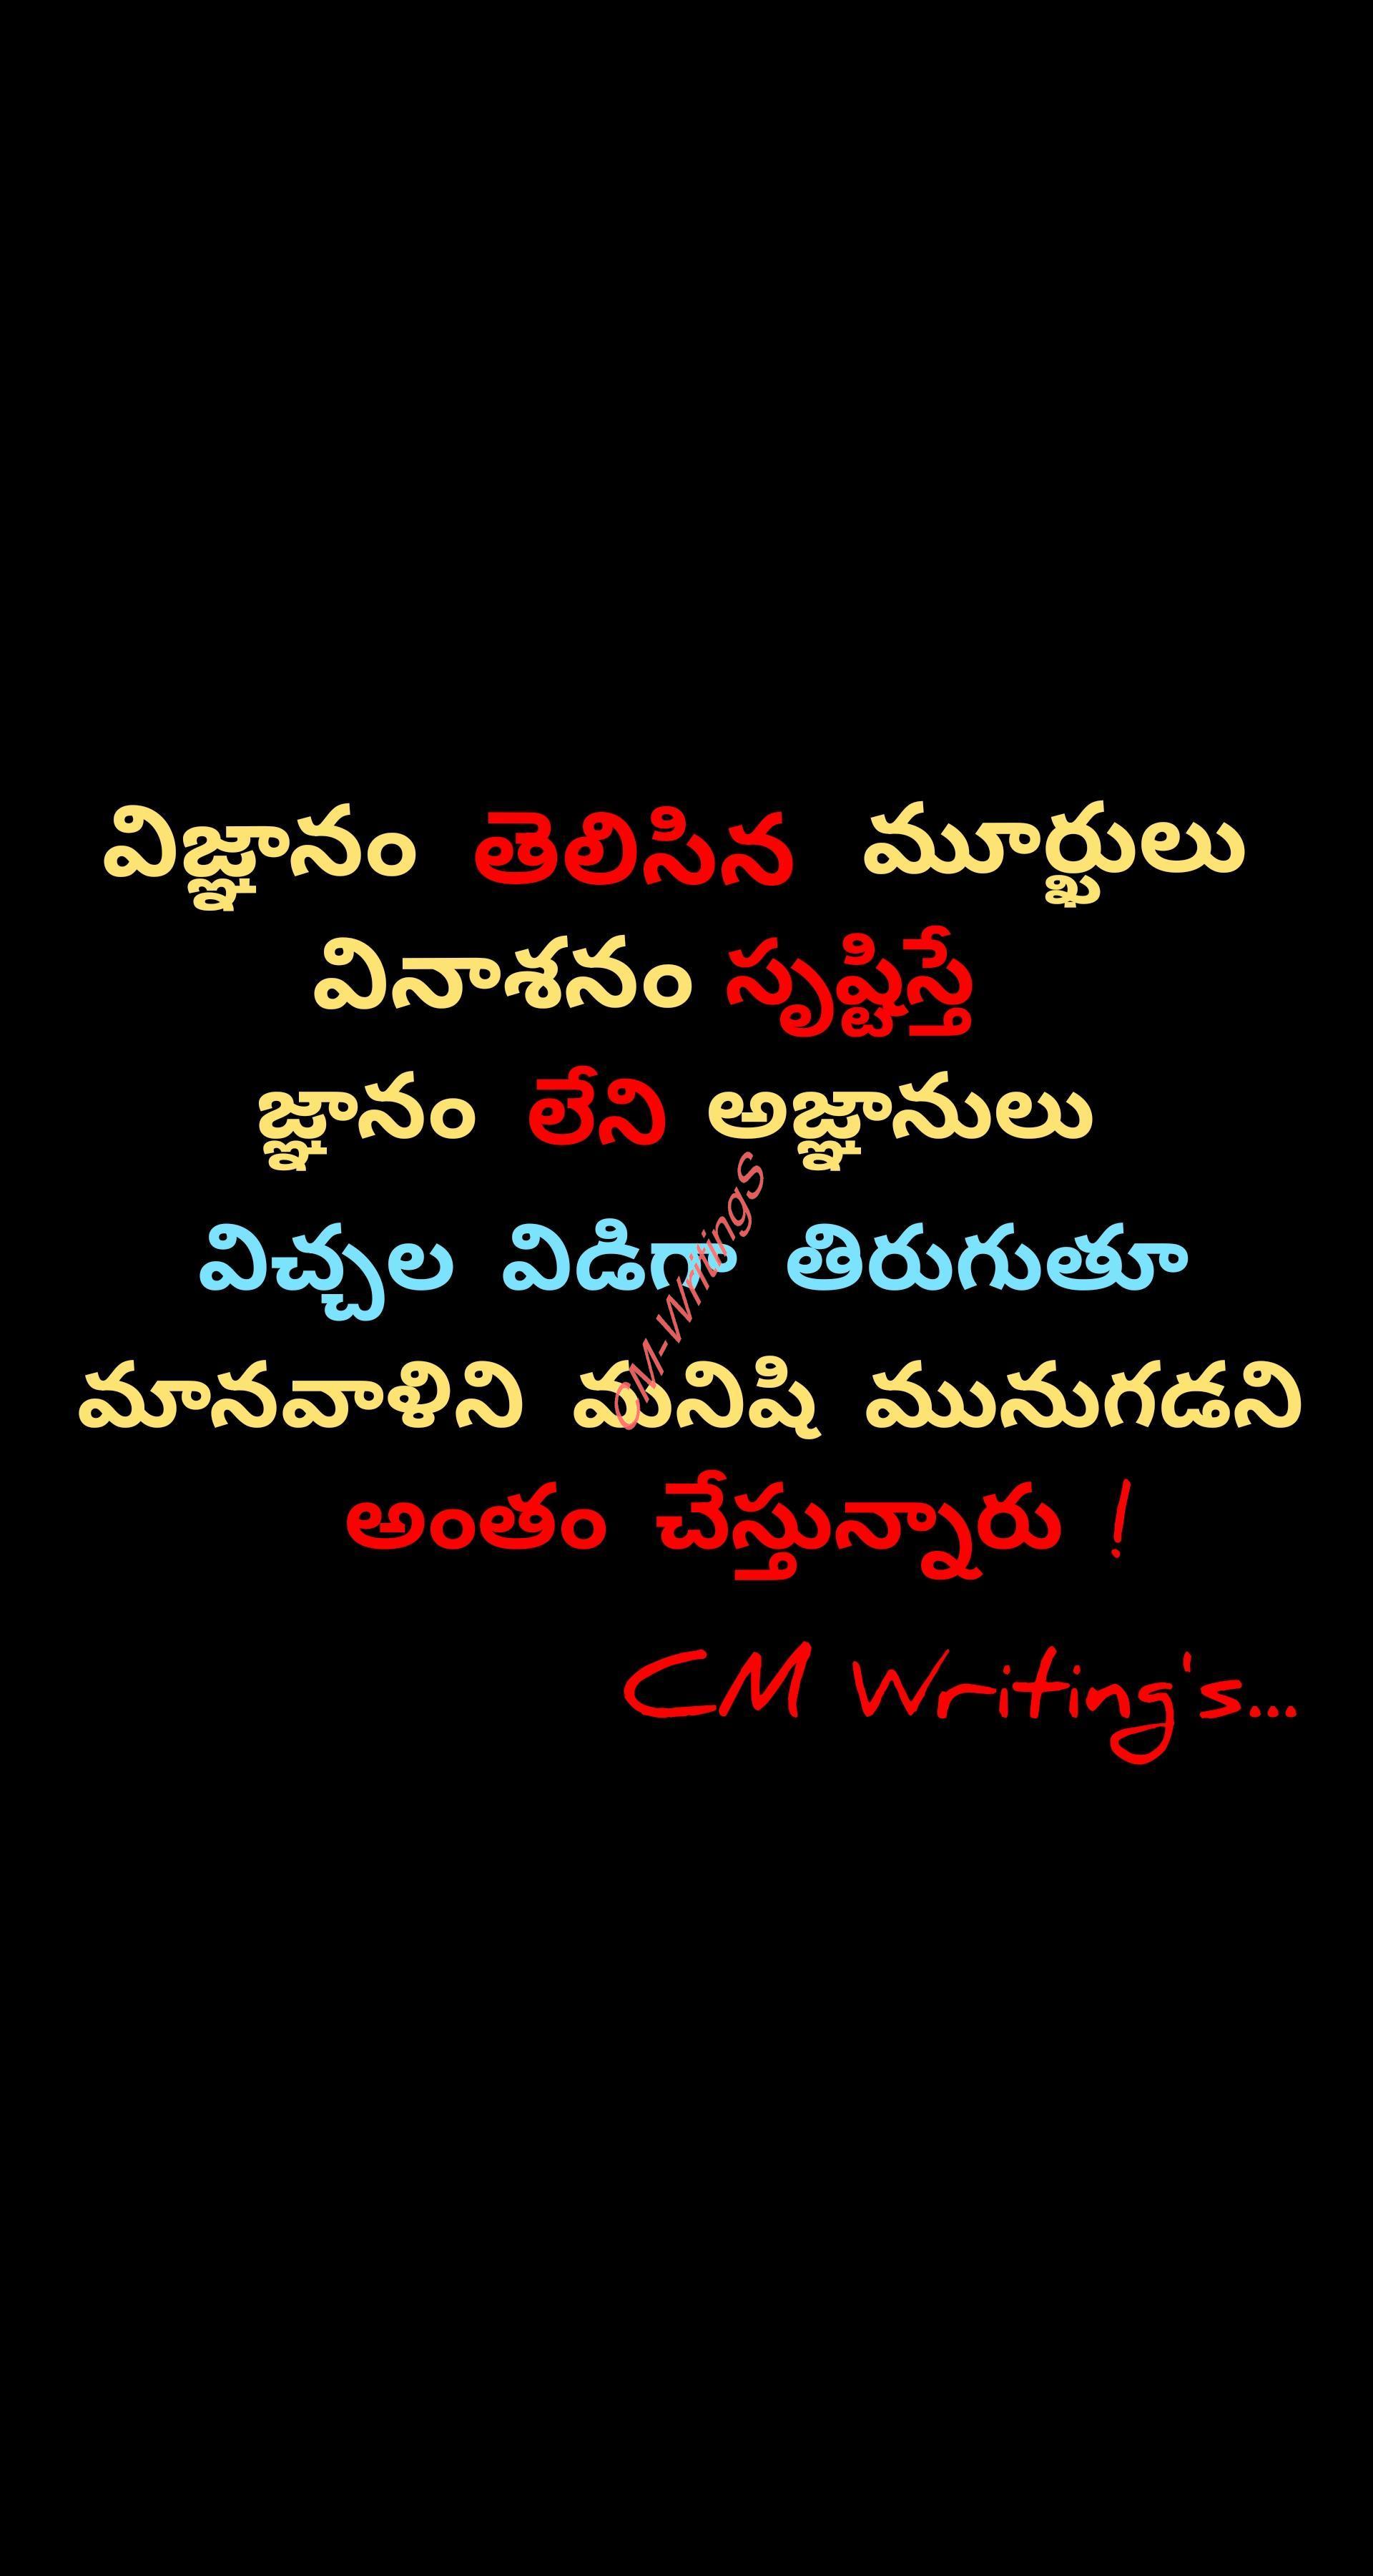 విజ్ఞానం తెలిసిన మూర్ఖులు
వినాశనం సృష్టిస్తే
జ్ఞానం లేని అజ్ఞానులు
విచ్చల విడిగా తిరుగుతూ
మానవాళిని మనిషి మునుగడని
అంతం చేస్తున్నారు !
CM-Writings
CM Writing's...